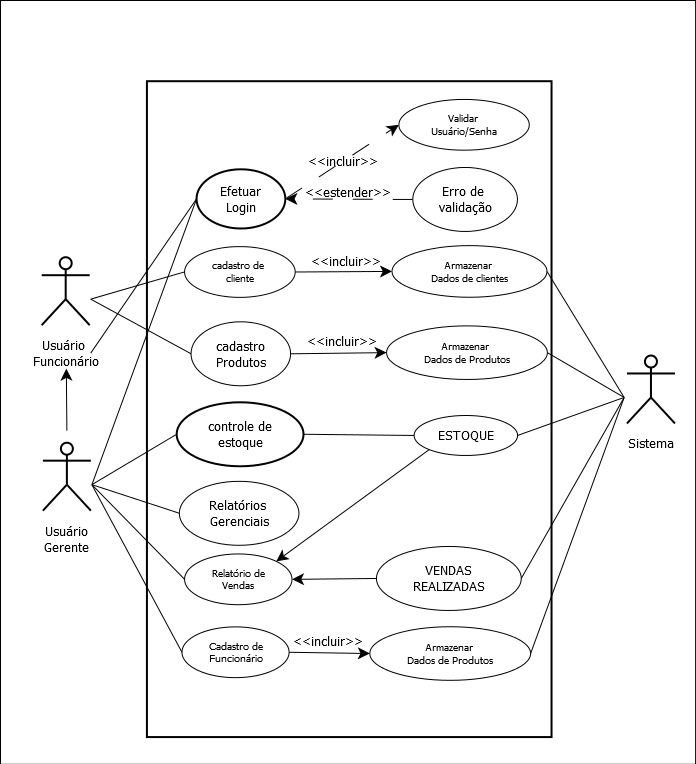 Validar
Usuário/Senha
<<incluir>>
Efetuar
Login
<<estender>>
Erro de
validação
cadastro de
cliente
<<incluir>>
Armazenar
Dados de clientes
Usuário
Funcionário
cadastro
Produtos
<<incluir>>
Armazenar
Dados de Produtos
Sistema
controle de
estoque
ESTOQUE
Usuário
Gerente
Relatórios
Gerenciais
Relatório de
Vendas
VENDAS
REALIZADAS
Cadastro de
Funcionário
<<incluir>>
Armazenar
Dados de Produtos